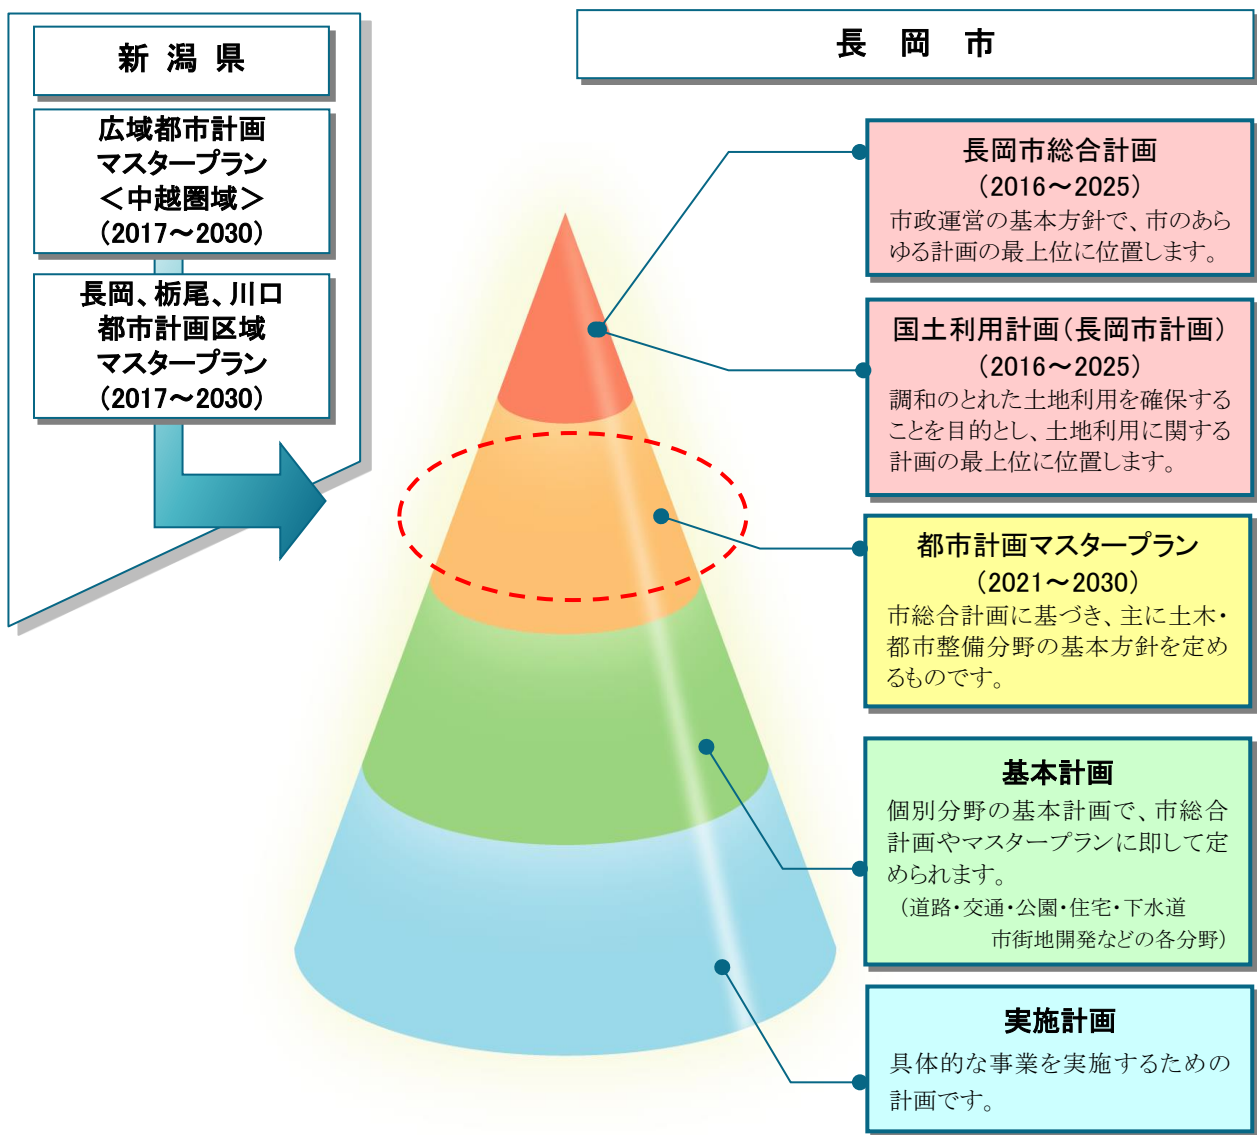 新潟県
広域都市計画
マスタープラン
＜中越圏域＞
（2017～2030）
長岡、栃尾、川口
都市計画区域
マスタープラン
（2017～2030）
長岡市
長岡市総合計画
（2016～2025）
市政運営の基本方針で、市のあら
ゆる計画の最上位に位置します。
国土利用計画（長岡市計画）
（2016～2025）
調和のとれた土地利用を確保する
ことを目的とし、土地利用に関する
計画の最上位に位置します。
都市計画マスタープラン
（2021～2030）
市総合計画に基づき、主に土木・
都市整備分野の基本方針を定め
るものです。
基本計画
個別分野の基本計画で、市総合
計画やマスタープランに即して定
められます。
（道路・交通・公園・住宅・下水道
市街地開発などの各分野）
実施計画
具体的な事業を実施するための
計画です。